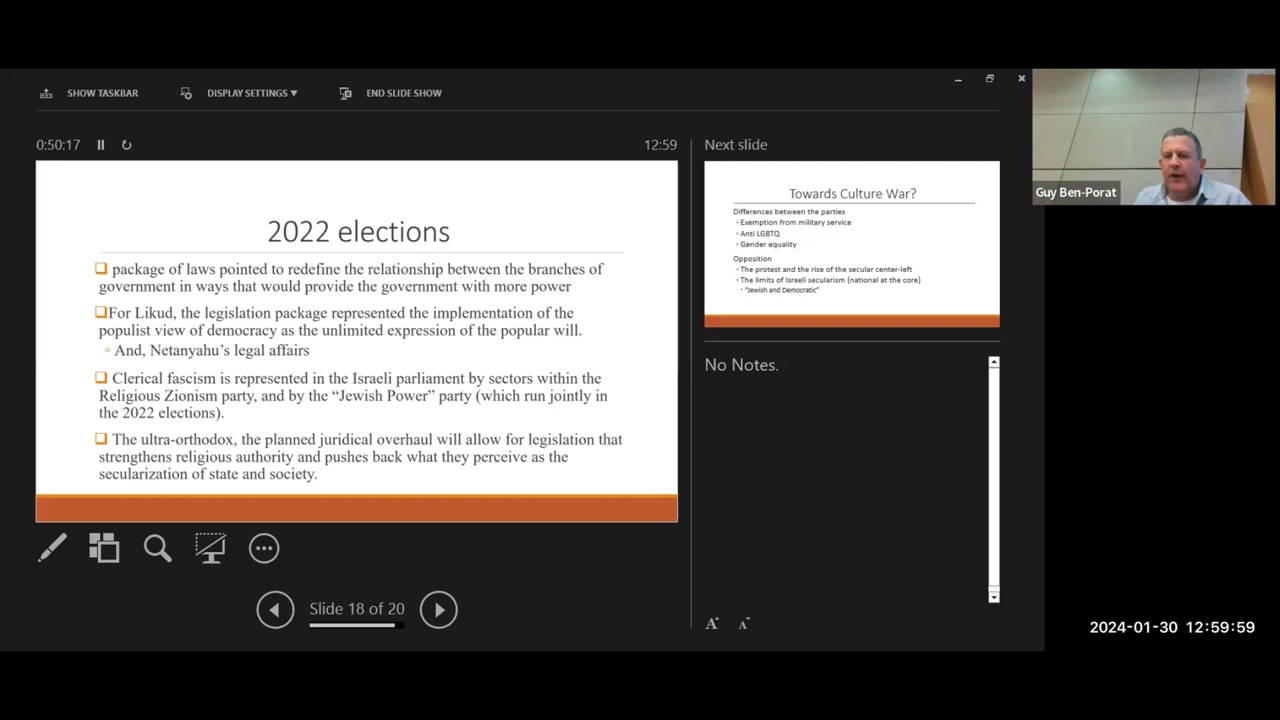 SHOW TASKBAR
DISPLAY SETTINGS ▼
END SLIDE SHOW
0:50:17
12:59
2022 elections
package of laws pointed to redefine the relationship between the branches of
government in ways that would provide the government with more power
For Likud, the legislation package represented the implementation of the
populist view of democracy as the unlimited expression of the popular will.
And, Netanyahu's legal affairs
Clerical fascism is represented in the Israeli parliament by sectors within the
Religious Zionism party, and by the “Jewish Power” party (which run jointly in
the 2022 elections).
The ultra-orthodox, the planned juridical overhaul will allow for legislation that
strengthens religious authority and pushes back what they perceive as the
secularization of state and society.
Slide 18 of 20
Next slide
Towards Culture War?
Differences between the parties
Exemption from military service
Anti LGBTQ
Gender equality
Opposition
The protest and the rise of the secular center-left
The limits of Israeli secularism (national at the core)
"Jewish and Democratic"
No Notes.
A
A
Guy Ben-Porat
2024-01-30 12:59:59